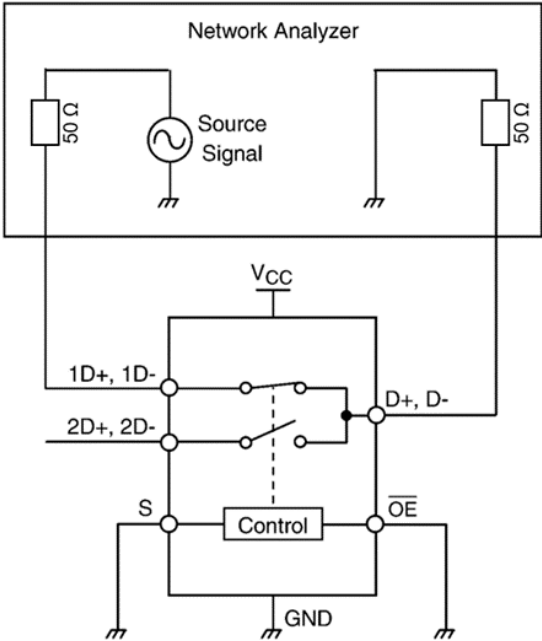 Network Analyzer
50 Ω
Source
Signal
50 Ω
VCC
1D+, 1D-
D+, D-
2D+, 2D-
S
Control
OE
GND